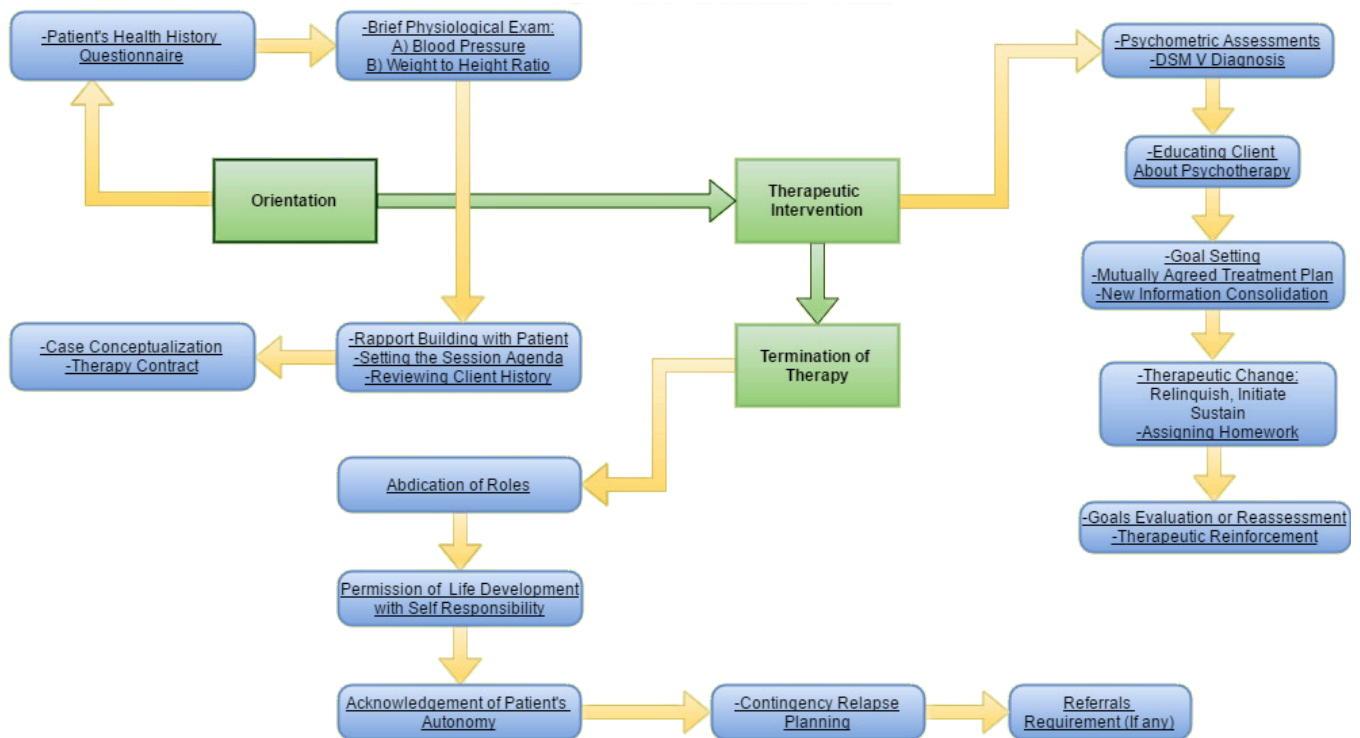 -Patient's Health History
Questionnaire
-Brief Physiological Exam:
A) Blood Pressure
B) Weight to Height Ratio
-Psychometric Assessments
-DSM V Diagnosis
-Educating Client
About Psychotherapy
Orientation
Therapeutic
Intervention
-Goal Setting
-Mutually Agreed Treatment Plan
-New Information Consolidation
-Case Conceptualization
-Therapy Contract
-Rapport Building with Patient
-Setting the Session Agenda
-Reviewing Client History
Termination of
Therapy
-Therapeutic Change:
Relinquish, Initiate
Sustain
-Assigning Homework
Abdication of Roles
-Goals Evaluation or Reassessment
-Therapeutic Reinforcement
Permission of Life Development
with Self Responsibility
Acknowledgement of Patient's
Autonomy
-Contingency Relapse
Planning
Referrals
Requirement (If any)